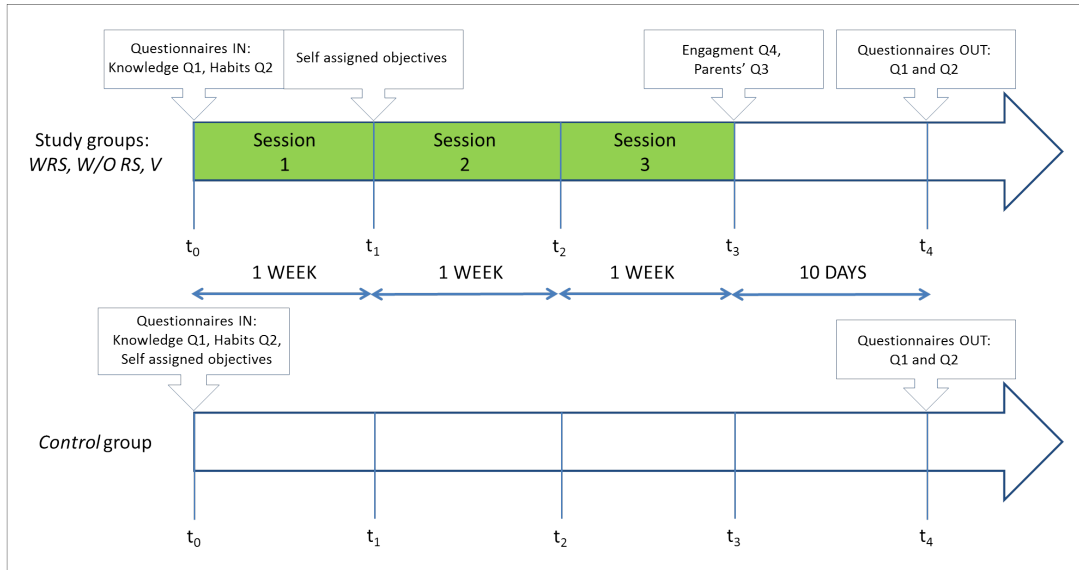 Questionnaires IN:
Knowledge Q1, Habits Q2
Self assigned objectives
Engagment Q4,
Parents' Q3
Questionnaires OUT:
Q1 and Q2
Study groups:
WRS, W/O RS, V
Session
1
Session
2
Session
3
t0
t1
t2
t3
t4
1 WEEK
1 WEEK
1 WEEK
10 DAYS
Questionnaires IN:
Knowledge Q1, Habits Q2,
Self assigned objectives
Questionnaires OUT:
Q1 and Q2
Control group
t0
t1
t2
t3
t4